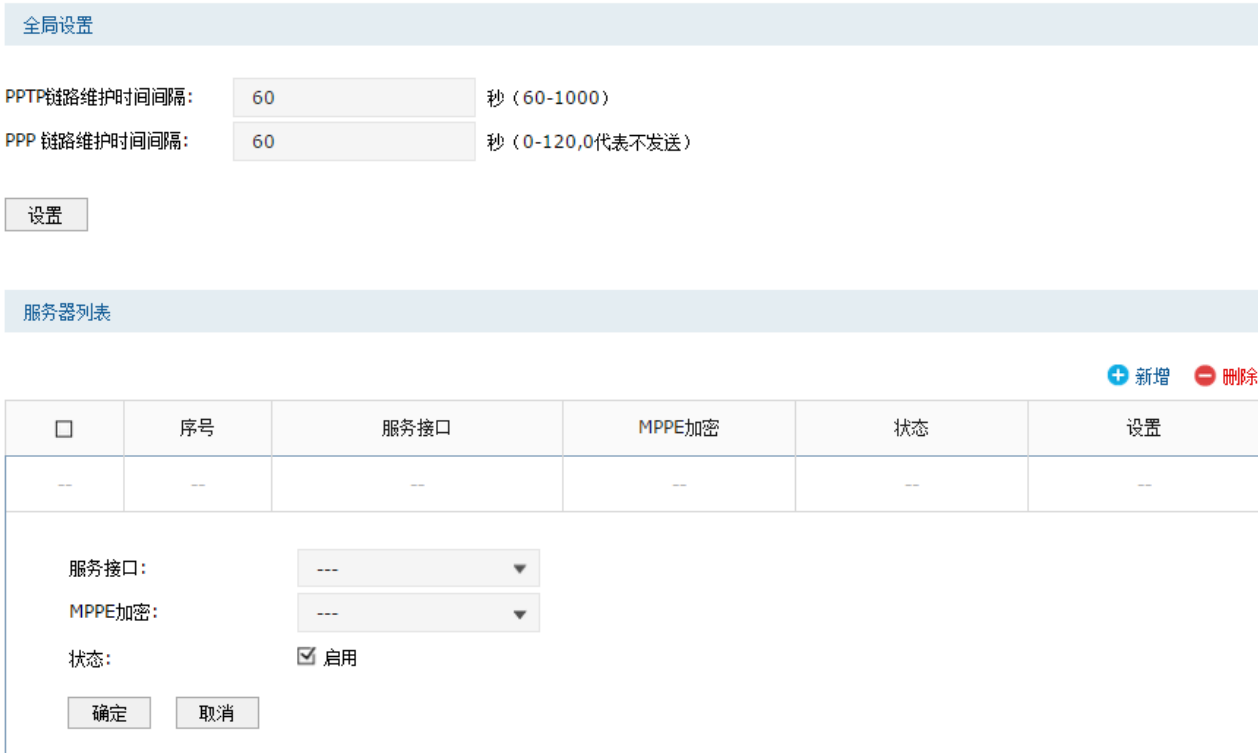 全局设置
PPTP链路维护时间间隔: 60 秒（60-1000）
PPP 链路维护时间间隔: 60 秒（0-120,0代表不发送）
设置
服务器列表
新增 删除
序号 服务接口 MPPE加密 状态 设置
-- -- -- -- -- --
服务接口: ---
MPPE加密: ---
状态: 启用
确定 取消